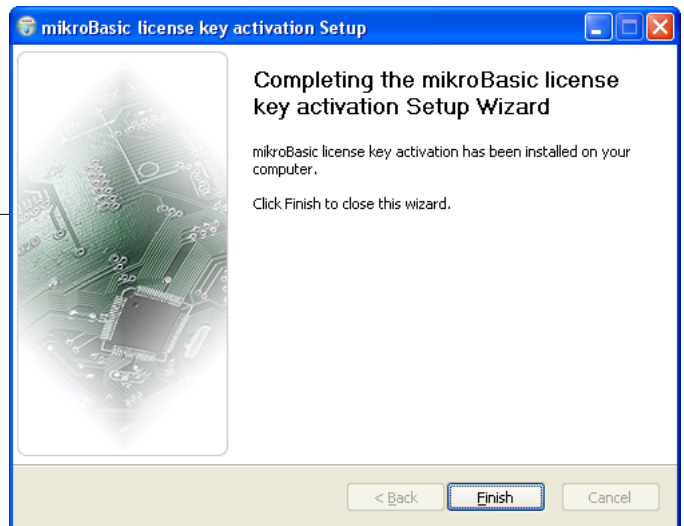 mikroBasic license key activation Setup
Completing the mikroBasic license
key activation Setup Wizard
mikroBasic license key activation has been installed on your
computer.
Click Finish to close this wizard.
< Back Finish Cancel